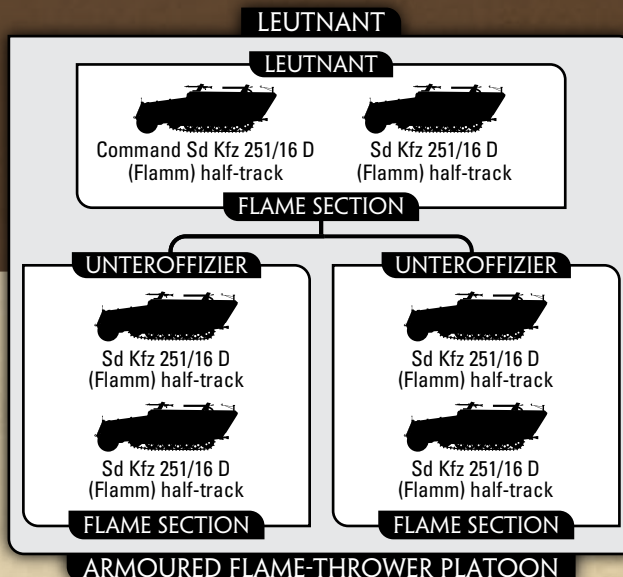 LEUTNANT
LEUTNANT
Command Sd Kfz 251/16 D
(Flamm) half-track
Sd Kfz 251/16 D
(Flamm) half-track
FLAME SECTION
UNTEROFFIZIER
Sd Kfz 251/16 D
(Flamm) half-track
Sd Kfz 251/16 D
(Flamm) half-track
FLAME SECTION
UNTEROFFIZIER
Sd Kfz 251/16 D
(Flamm) half-track
Sd Kfz 251/16 D
(Flamm) half-track
FLAME SECTION
ARMOURED FLAME-THROWER PLATOON